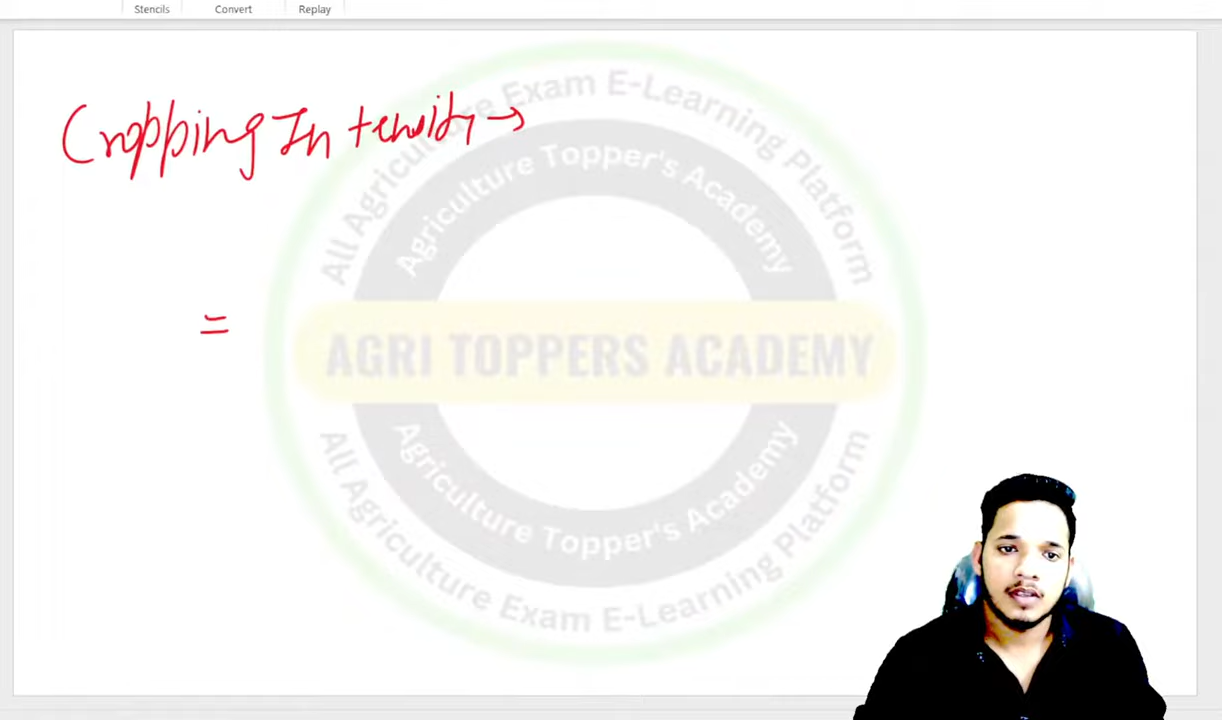 Stencils Convert Replay
Cropping Intensity →
=
All Agriculture Exam E-Learning Platform
Agriculture Topper's Academy
AGRI TOPPERS ACADEMY
Agriculture Topper's Academy
All Agriculture Exam E-Learning Platform